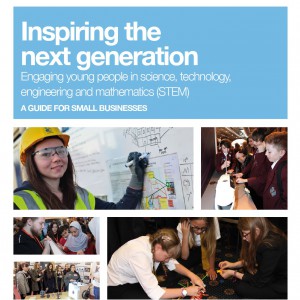 Inspiring the
next generation
Engaging young people in science, technology,
engineering and mathematics (STEM)
A GUIDE FOR SMALL BUSINESSES